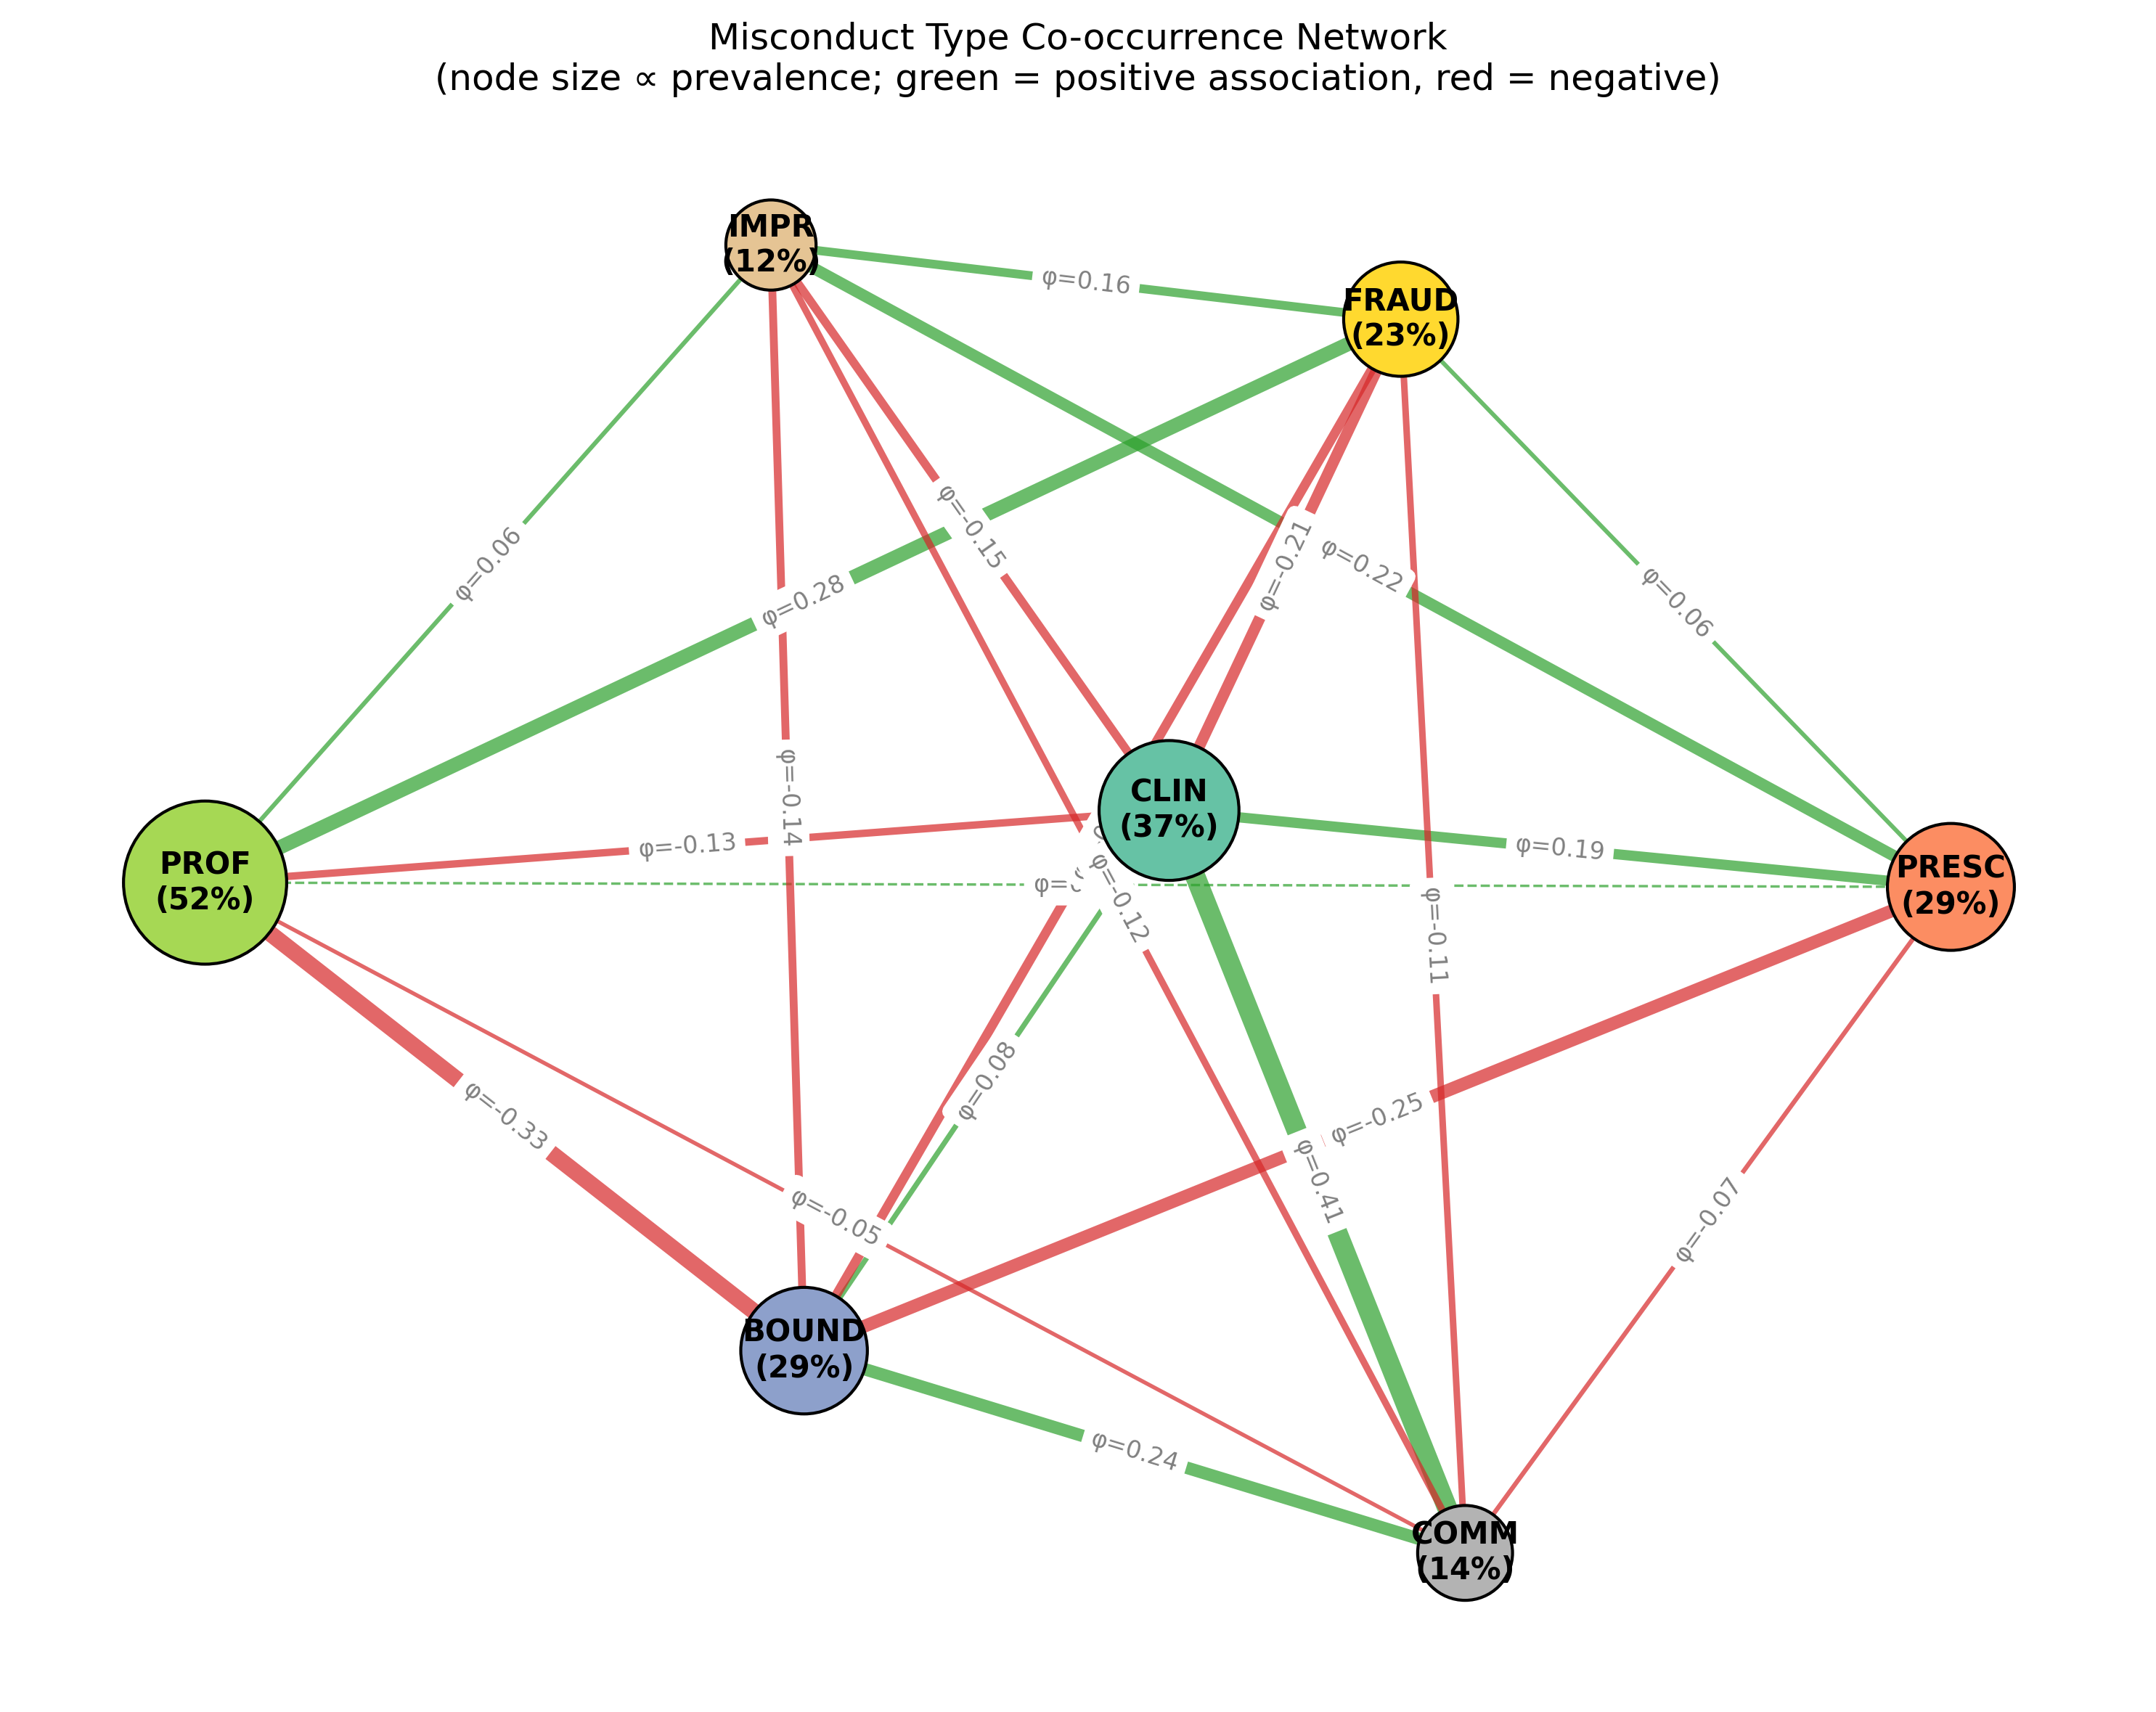 Misconduct Type Co-occurrence Network
(node size ∝ prevalence; green = positive association, red = negative)
IMPR
(12%)
FRAUD
(23%)
φ=0.16
φ=-0.15
φ=-0.21
φ=0.22
φ=0.06
φ=0.06
φ=0.28
φ=-0.14
CLIN
(37%)
φ=-0.13
φ=0.19
PROF
(52%)
PRESC
(29%)
φ=-0.12
φ=-0.11
φ=0.08
φ=-0.33
φ=-0.25
φ=0.41
φ=-0.05
φ=-0.07
BOUND
(29%)
φ=0.24
COMM
(14%)